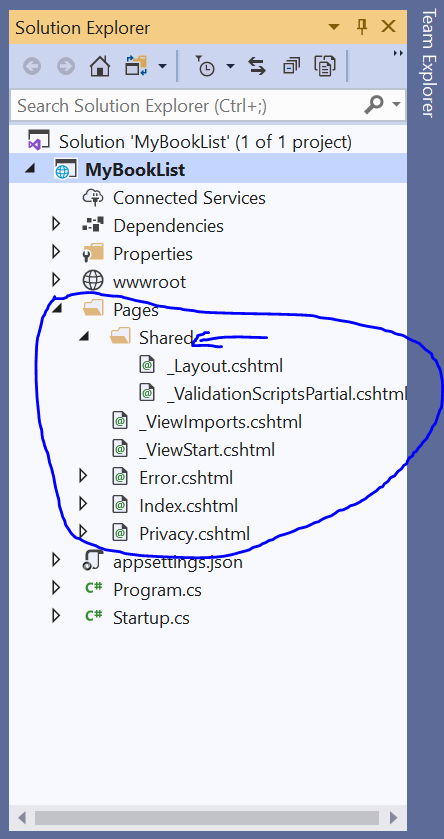 Solution Explorer
Team Explorer
Search Solution Explorer (Ctrl+;)
Solution 'MyBookList' (1 of 1 project)
MyBookList
Connected Services
Dependencies
Properties
wwwroot
Pages
Shared
_Layout.cshtml
_ValidationScriptsPartial.cshtml
_ViewImports.cshtml
_ViewStart.cshtml
Error.cshtml
Index.cshtml
Privacy.cshtml
appsettings.json
C# Program.cs
C# Startup.cs